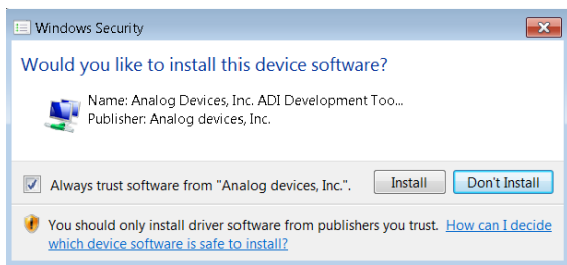 Windows Security
Would you like to install this device software?
Name: Analog Devices, Inc. ADI Development Too...
Publisher: Analog devices, Inc.
Always trust software from "Analog devices, Inc.".
Install
Don't Install
You should only install driver software from publishers you trust. How can I decide
which device software is safe to install?